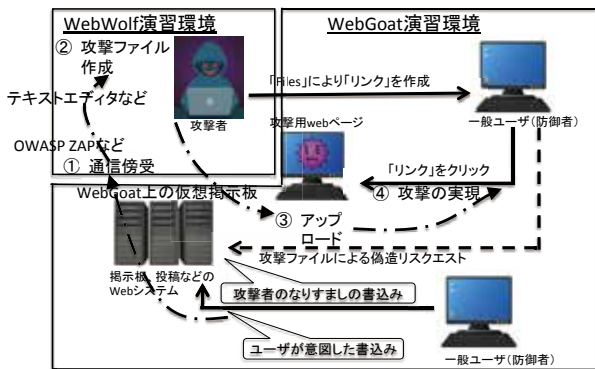 WebWolf演習環境
WebGoat演習環境
② 攻撃ファイル
作成
テキストエディタなど
攻撃者
「Files」により「リンク」を作成
一般ユーザ(防御者)
攻撃用webページ
OWASP ZAPなど
① 通信傍受
「リンク」をクリック
④ 攻撃の実現
WebGoat上の仮想掲示板
③ アップ
ロード
攻撃ファイルによる偽造リスクエスト
掲示板、投稿などの
Webシステム
攻撃者のなりすましの書込み
ユーザが意図した書込み
一般ユーザ(防御者)